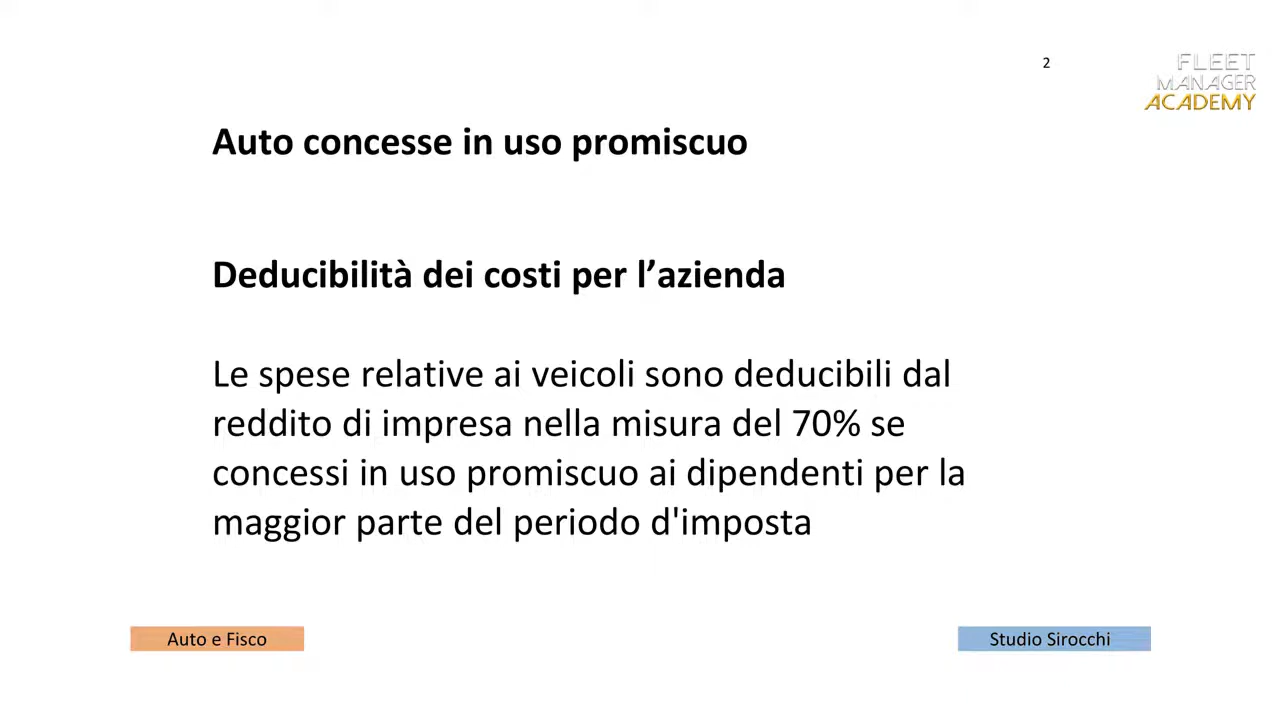 2
FLEET
MANAGER
ACADEMY
Auto concesse in uso promiscuo
Deducibilità dei costi per l’azienda
Le spese relative ai veicoli sono deducibili dal
reddito di impresa nella misura del 70% se
concessi in uso promiscuo ai dipendenti per la
maggior parte del periodo d'imposta
Auto e Fisco
Studio Sirocchi